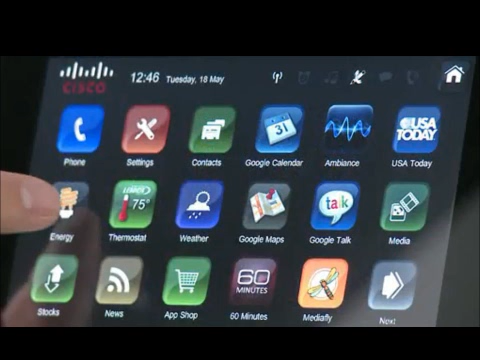 CISCO 12:46 Tuesday, 18 May
31 USA TODAY
Phone Settings Contacts Google Calendar Ambiance USA Today
LENNOX 75° talk
Energy Thermostat Weather Google Maps Google Talk Media
60 MINUTES
Stocks News App Shop 60 Minutes Mediafly Next